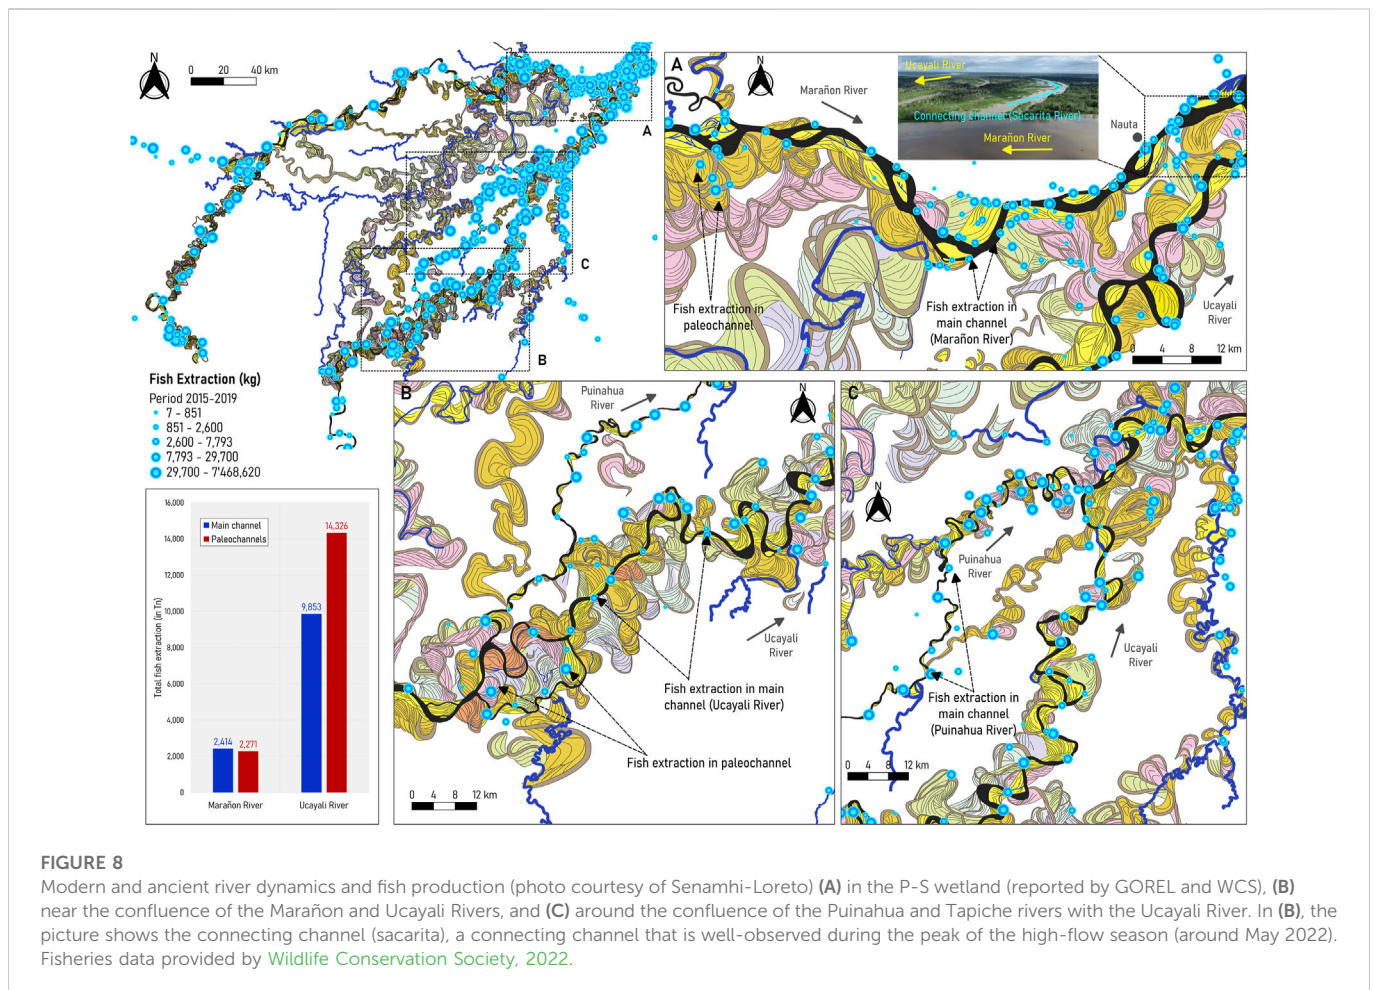 N
0 20 40 km
A
C
B
Fish Extraction (kg)
Period 2015-2019
7 - 851
851 - 2,600
2,600 - 7,793
7,793 - 29,700
29,700 - 7'468,620
A
N
Marañon River
Ucayali River
Connecting channel (Sacarita River)
Marañon River
Nauta
Fish extraction in
paleochannel
Fish extraction in
main channel
(Marañon River)
Ucayali
River
0 4 8 12 km
B
N
Puinahua
River
Ucayali
River
Fish extraction in main
channel (Ucayali River)
Fish extraction in paleochannel
0 4 8 12 km
C
N
Puinahua
River
Ucayali
River
Fish extraction in
main channel
(Puinahua River)
0 4 8 12 km
Total fish extraction (in Tn)
16,000
14,000
12,000
10,000
8,000
6,000
4,000
2,000
0
Main channel
Paleochannels
2,414
2,271
9,853
14,326
Marañon River
Ucayali River
FIGURE 8
Modern and ancient river dynamics and fish production (photo courtesy of Senamhi-Loreto) (A) in the P-S wetland (reported by GOREL and WCS), (B)
near the confluence of the Marañon and Ucayali Rivers, and (C) around the confluence of the Puinahua and Tapiche rivers with the Ucayali River. In (B), the
picture shows the connecting channel (sacarita), a connecting channel that is well-observed during the peak of the high-flow season (around May 2022).
Fisheries data provided by Wildlife Conservation Society, 2022.